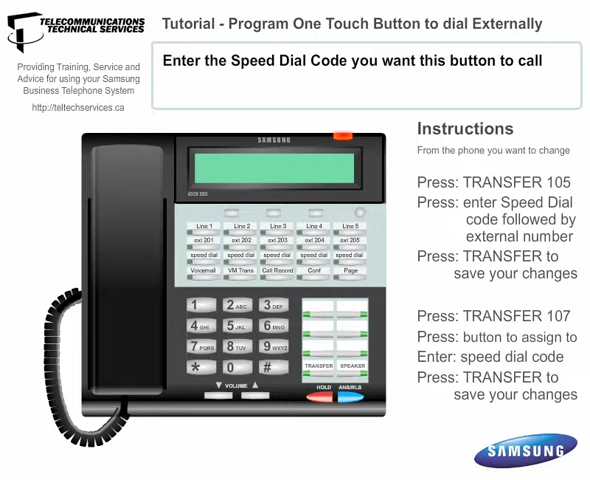 TELECOMMUNICATIONS
TECHNICAL SERVICES
Providing Training, Service and
Advice for using your Samsung
Business Telephone System
http://teltechservices.ca
Tutorial - Program One Touch Button to dial Externally
Enter the Speed Dial Code you want this button to call
SAMSUNG
Line 1 Line 2 Line 3 Line 4 Line 5
ext 201 ext 202 ext 203 ext 204 ext 205
speed dial speed dial speed dial speed dial speed dial
Voicemail VM Trans Call Record Conf Page
1 2 ABC 3 DEF
4 GHI 5 JKL 6 MNO
7 PQRS 8 TUV 9 WXYZ
* 0 #
TRANSFER SPEAKER
▼ VOLUME ▲
HOLD ANS/RLS
Instructions
From the phone you want to change
Press: TRANSFER 105
Press: enter Speed Dial
code followed by
external number
Press: TRANSFER to
save your changes
Press: TRANSFER 107
Press: button to assign to
Enter: speed dial code
Press: TRANSFER to
save your changes
SAMSUNG